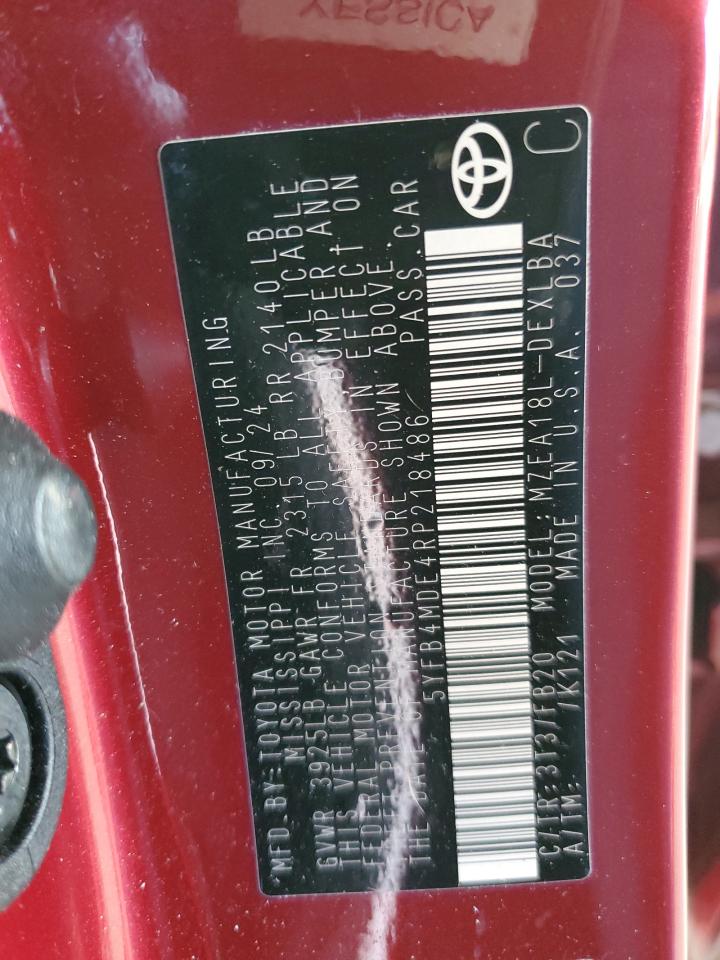 YESSICA
MFD. BY: TOYOTA MOTOR MANUFACTURING
MISSISSIPPI INC 09/24
GVWR 3925LB GAWR FR 2315 LB RR 2140 LB
THIS VEHICLE CONFORMS TO ALL APPLICABLE
FEDERAL MOTOR VEHICLE SAFETY, BUMPER, AND
THEFT PREVENTION STANDARDS IN EFFECT ON
THE DATE OF MANUFACTURE SHOWN ABOVE.
5YFB4MDE4RP218486 PASS. CAR
C/TR: 3T3/FB20 MODEL: MZEA18L-DEXLBA
A/TM: /K121 MADE IN U.S.A. 037
C